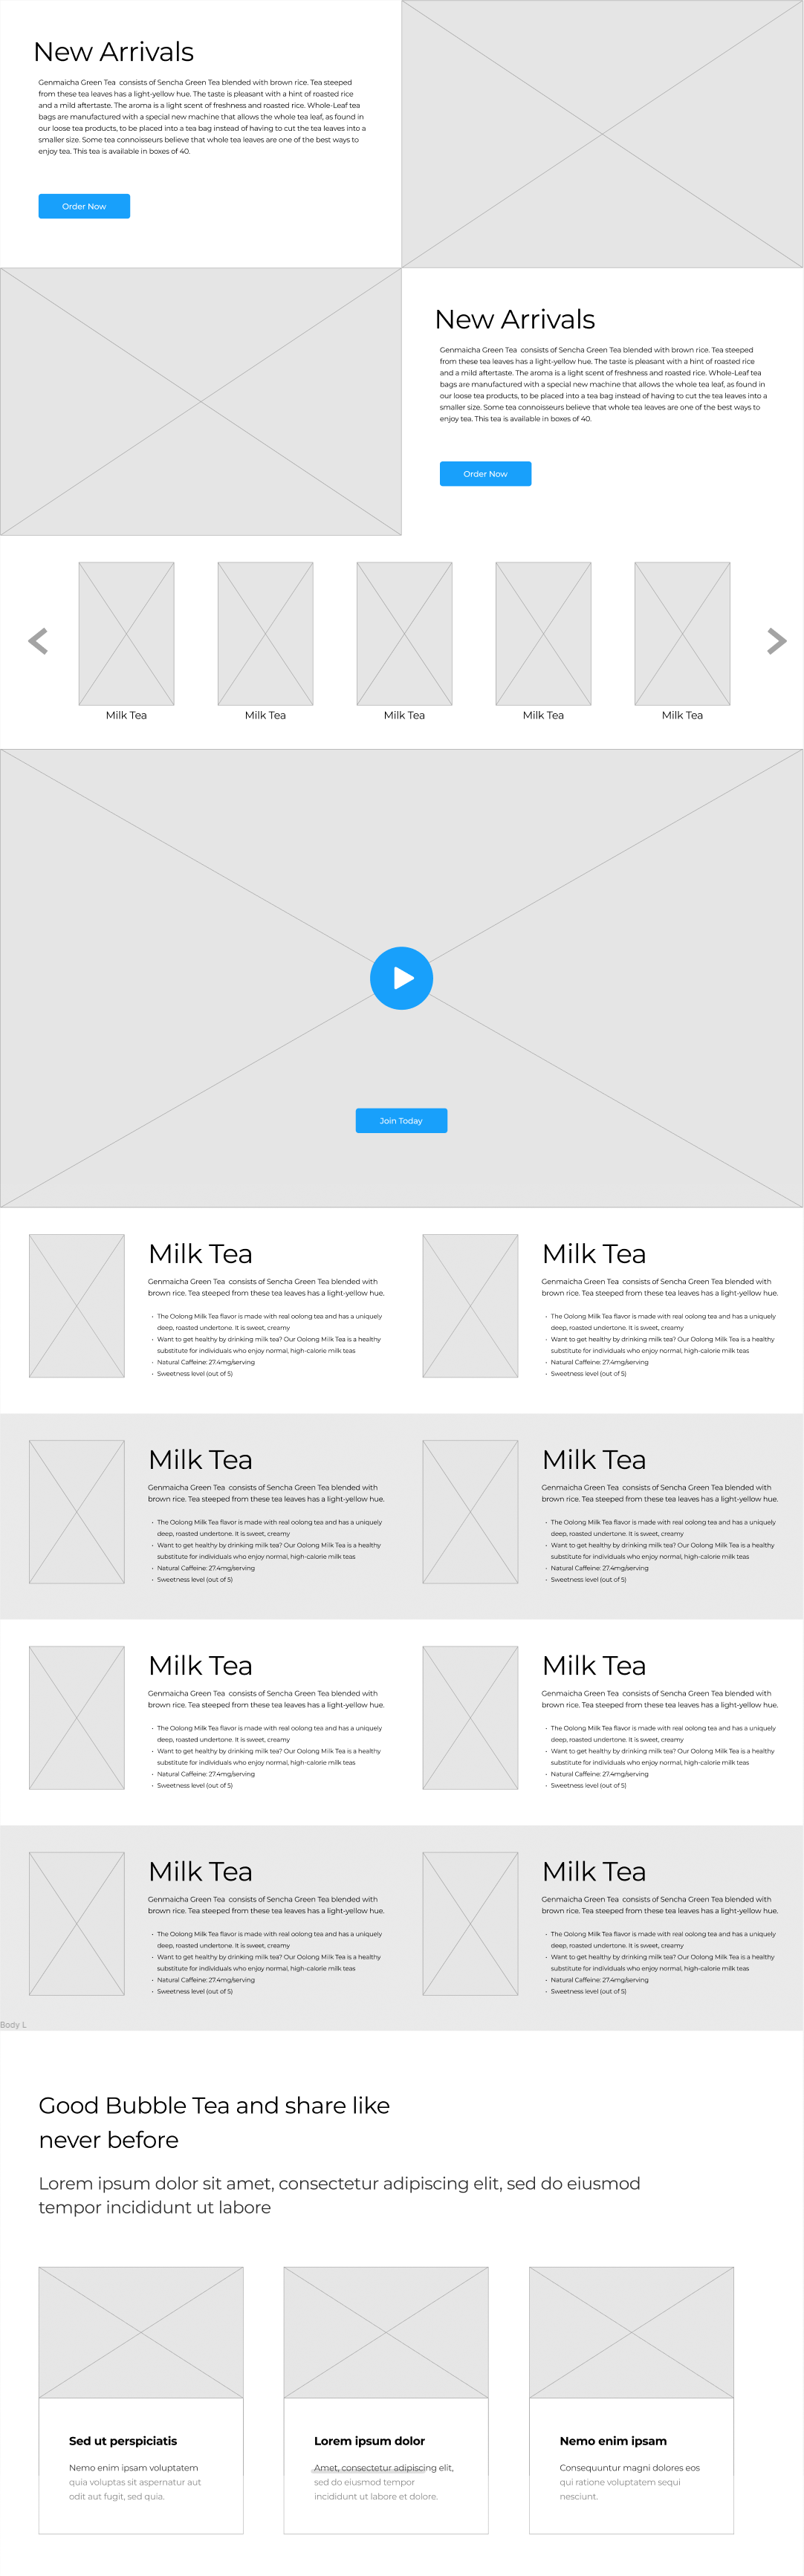 New Arrivals
Genmaicha Green Tea  consists of Sencha Green Tea blended with brown rice. Tea steeped
from these tea leaves has a light-yellow hue. The taste is pleasant with a hint of roasted rice
and a mild aftertaste. The aroma is a light scent of freshness and roasted rice. Whole-Leaf tea
bags are manufactured with a special new machine that allows the whole tea leaf, as found in
our loose tea products, to be placed into a tea bag instead of having to cut the tea leaves into a
smaller size. Some tea connoisseurs believe that whole tea leaves are one of the best ways to
enjoy tea. This tea is available in boxes of 40.
Order Now
New Arrivals
Genmaicha Green Tea  consists of Sencha Green Tea blended with brown rice. Tea steeped
from these tea leaves has a light-yellow hue. The taste is pleasant with a hint of roasted rice
and a mild aftertaste. The aroma is a light scent of freshness and roasted rice. Whole-Leaf tea
bags are manufactured with a special new machine that allows the whole tea leaf, as found in
our loose tea products, to be placed into a tea bag instead of having to cut the tea leaves into a
smaller size. Some tea connoisseurs believe that whole tea leaves are one of the best ways to
enjoy tea. This tea is available in boxes of 40.
Order Now
Milk Tea
Milk Tea
Milk Tea
Milk Tea
Milk Tea
Join Today
Milk Tea
Genmaicha Green Tea  consists of Sencha Green Tea blended with
brown rice. Tea steeped from these tea leaves has a light-yellow hue.
• The Oolong Milk Tea flavor is made with real oolong tea and has a uniquely
deep, roasted undertone. It is sweet, creamy
• Want to get healthy by drinking milk tea? Our Oolong Milk Tea is a healthy
substitute for individuals who enjoy normal, high-calorie milk teas
• Natural Caffeine: 27.4mg/serving
• Sweetness level (out of 5)
Milk Tea
Genmaicha Green Tea  consists of Sencha Green Tea blended with
brown rice. Tea steeped from these tea leaves has a light-yellow hue.
• The Oolong Milk Tea flavor is made with real oolong tea and has a uniquely
deep, roasted undertone. It is sweet, creamy
• Want to get healthy by drinking milk tea? Our Oolong Milk Tea is a healthy
substitute for individuals who enjoy normal, high-calorie milk teas
• Natural Caffeine: 27.4mg/serving
• Sweetness level (out of 5)
Milk Tea
Genmaicha Green Tea  consists of Sencha Green Tea blended with
brown rice. Tea steeped from these tea leaves has a light-yellow hue.
• The Oolong Milk Tea flavor is made with real oolong tea and has a uniquely
deep, roasted undertone. It is sweet, creamy
• Want to get healthy by drinking milk tea? Our Oolong Milk Tea is a healthy
substitute for individuals who enjoy normal, high-calorie milk teas
• Natural Caffeine: 27.4mg/serving
• Sweetness level (out of 5)
Milk Tea
Genmaicha Green Tea  consists of Sencha Green Tea blended with
brown rice. Tea steeped from these tea leaves has a light-yellow hue.
• The Oolong Milk Tea flavor is made with real oolong tea and has a uniquely
deep, roasted undertone. It is sweet, creamy
• Want to get healthy by drinking milk tea? Our Oolong Milk Tea is a healthy
substitute for individuals who enjoy normal, high-calorie milk teas
• Natural Caffeine: 27.4mg/serving
• Sweetness level (out of 5)
Milk Tea
Genmaicha Green Tea  consists of Sencha Green Tea blended with
brown rice. Tea steeped from these tea leaves has a light-yellow hue.
• The Oolong Milk Tea flavor is made with real oolong tea and has a uniquely
deep, roasted undertone. It is sweet, creamy
• Want to get healthy by drinking milk tea? Our Oolong Milk Tea is a healthy
substitute for individuals who enjoy normal, high-calorie milk teas
• Natural Caffeine: 27.4mg/serving
• Sweetness level (out of 5)
Milk Tea
Genmaicha Green Tea  consists of Sencha Green Tea blended with
brown rice. Tea steeped from these tea leaves has a light-yellow hue.
• The Oolong Milk Tea flavor is made with real oolong tea and has a uniquely
deep, roasted undertone. It is sweet, creamy
• Want to get healthy by drinking milk tea? Our Oolong Milk Tea is a healthy
substitute for individuals who enjoy normal, high-calorie milk teas
• Natural Caffeine: 27.4mg/serving
• Sweetness level (out of 5)
Milk Tea
Genmaicha Green Tea  consists of Sencha Green Tea blended with
brown rice. Tea steeped from these tea leaves has a light-yellow hue.
• The Oolong Milk Tea flavor is made with real oolong tea and has a uniquely
deep, roasted undertone. It is sweet, creamy
• Want to get healthy by drinking milk tea? Our Oolong Milk Tea is a healthy
substitute for individuals who enjoy normal, high-calorie milk teas
• Natural Caffeine: 27.4mg/serving
• Sweetness level (out of 5)
Milk Tea
Genmaicha Green Tea  consists of Sencha Green Tea blended with
brown rice. Tea steeped from these tea leaves has a light-yellow hue.
• The Oolong Milk Tea flavor is made with real oolong tea and has a uniquely
deep, roasted undertone. It is sweet, creamy
• Want to get healthy by drinking milk tea? Our Oolong Milk Tea is a healthy
substitute for individuals who enjoy normal, high-calorie milk teas
• Natural Caffeine: 27.4mg/serving
• Sweetness level (out of 5)
Body L
Good Bubble Tea and share like
never before
Lorem ipsum dolor sit amet, consectetur adipiscing elit, sed do eiusmod
tempor incididunt ut labore
Sed ut perspiciatis
Nemo enim ipsam voluptatem
quia voluptas sit aspernatur aut
odit aut fugit, sed quia.
Lorem ipsum dolor
Amet, consectetur adipiscing elit,
sed do eiusmod tempor
incididunt ut labore et dolore.
Nemo enim ipsam
Consequuntur magni dolores eos
qui ratione voluptatem sequi
nesciunt.